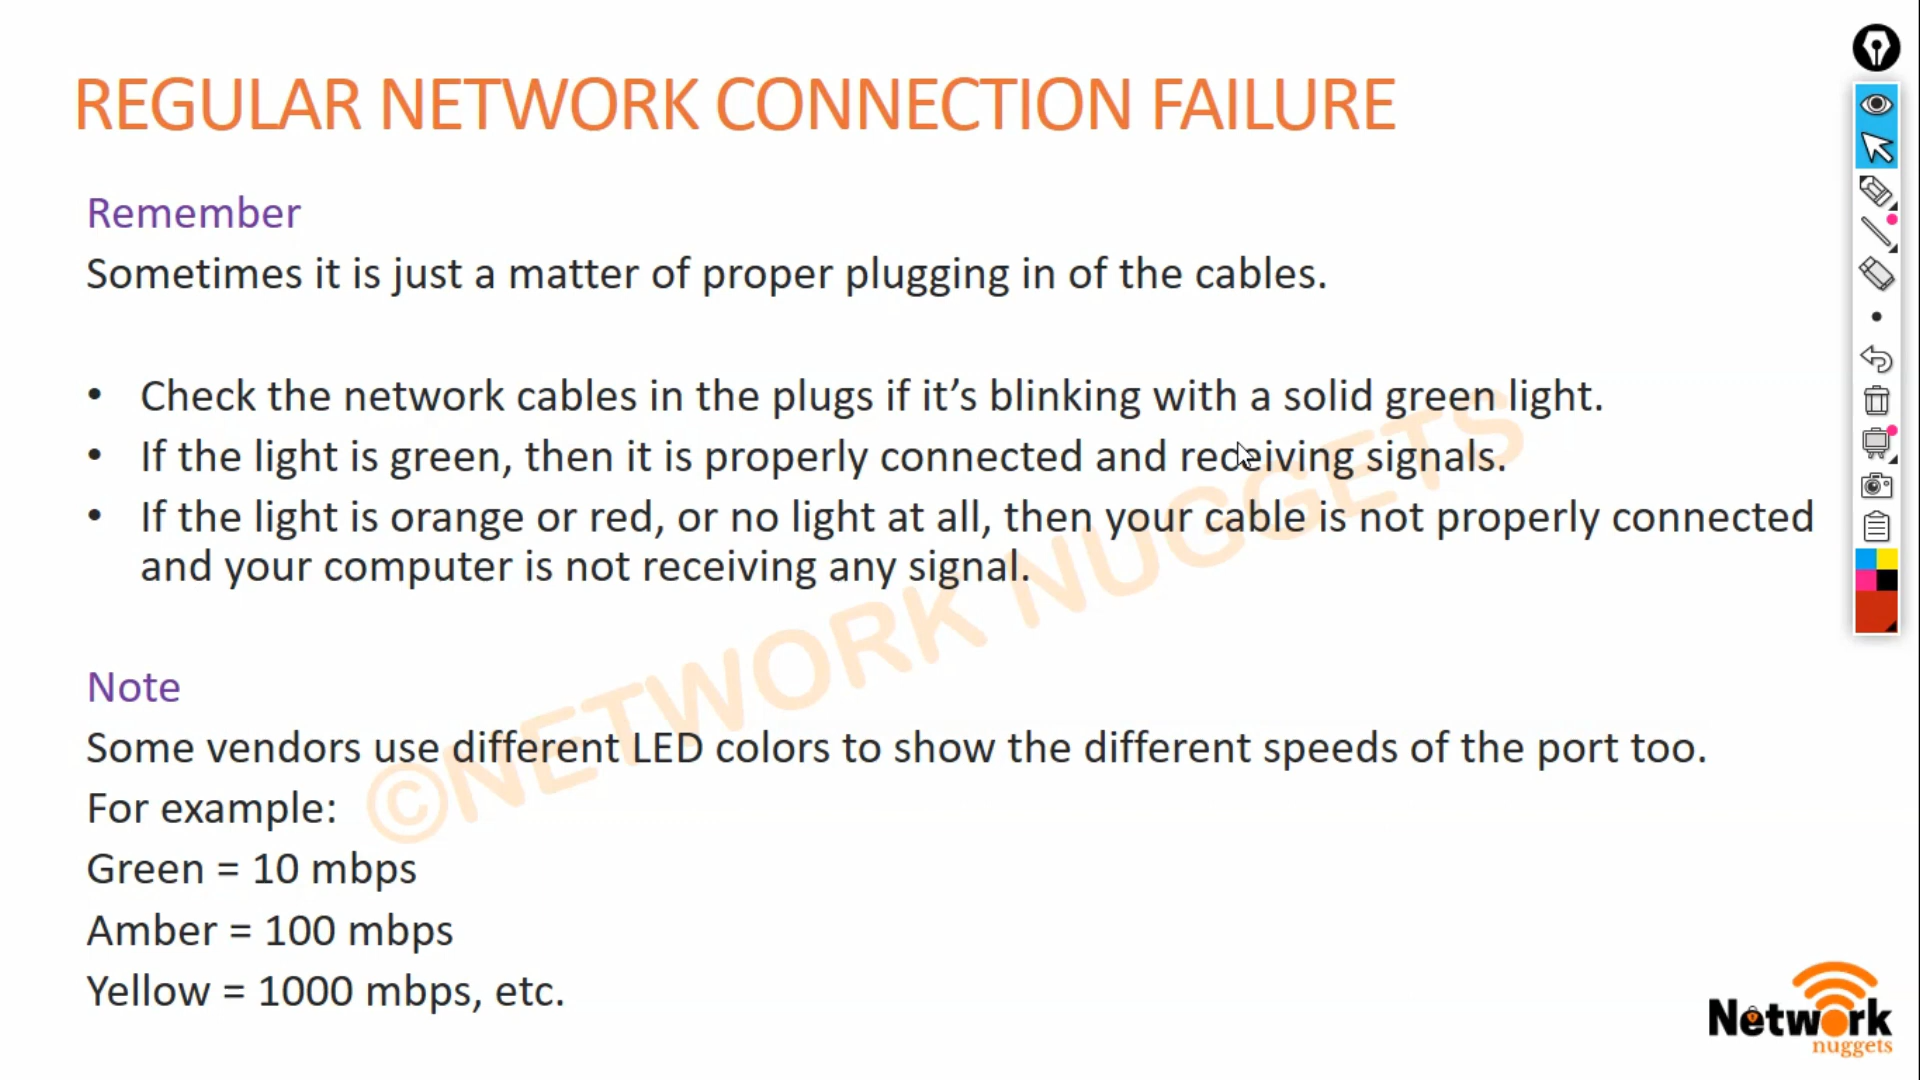 REGULAR NETWORK CONNECTION FAILURE
Remember
Sometimes it is just a matter of proper plugging in of the cables.
• Check the network cables in the plugs if it’s blinking with a solid green light.
• If the light is green, then it is properly connected and receiving signals.
• If the light is orange or red, or no light at all, then your cable is not properly connected
and your computer is not receiving any signal.
©NETWORK NUGGETS
Note
Some vendors use different LED colors to show the different speeds of the port too.
For example:
Green = 10 mbps
Amber = 100 mbps
Yellow = 1000 mbps, etc.
Network
nuggets